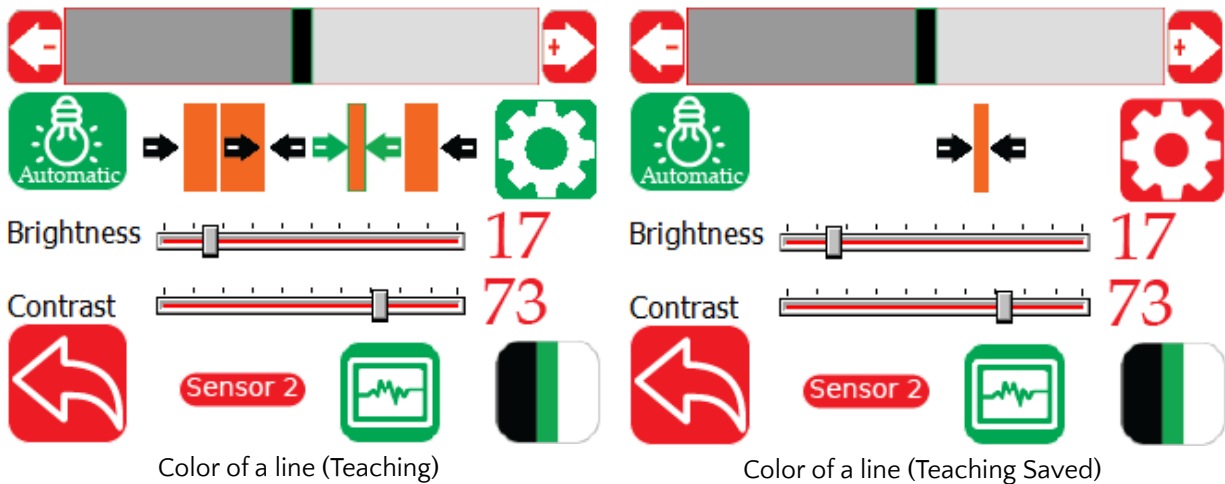 - +
Automatic
Brightness 17
Contrast 73
Sensor 2
Color of a line (Teaching)
- +
Automatic
Brightness 17
Contrast 73
Sensor 2
Color of a line (Teaching Saved)